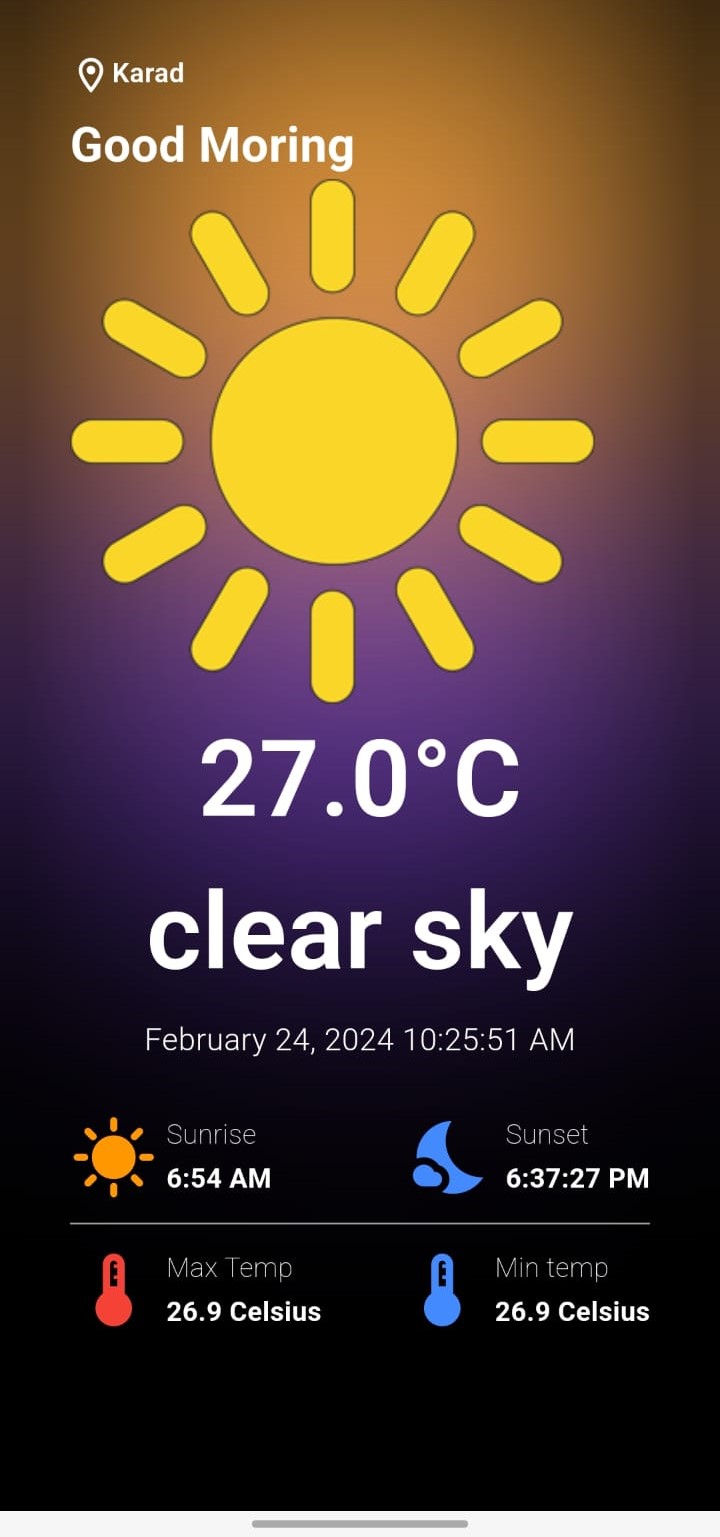 Karad
Good Moring
27.0°C
clear sky
February 24, 2024 10:25:51 AM
Sunrise
6:54 AM
Sunset
6:37:27 PM
Max Temp
26.9 Celsius
Min temp
26.9 Celsius